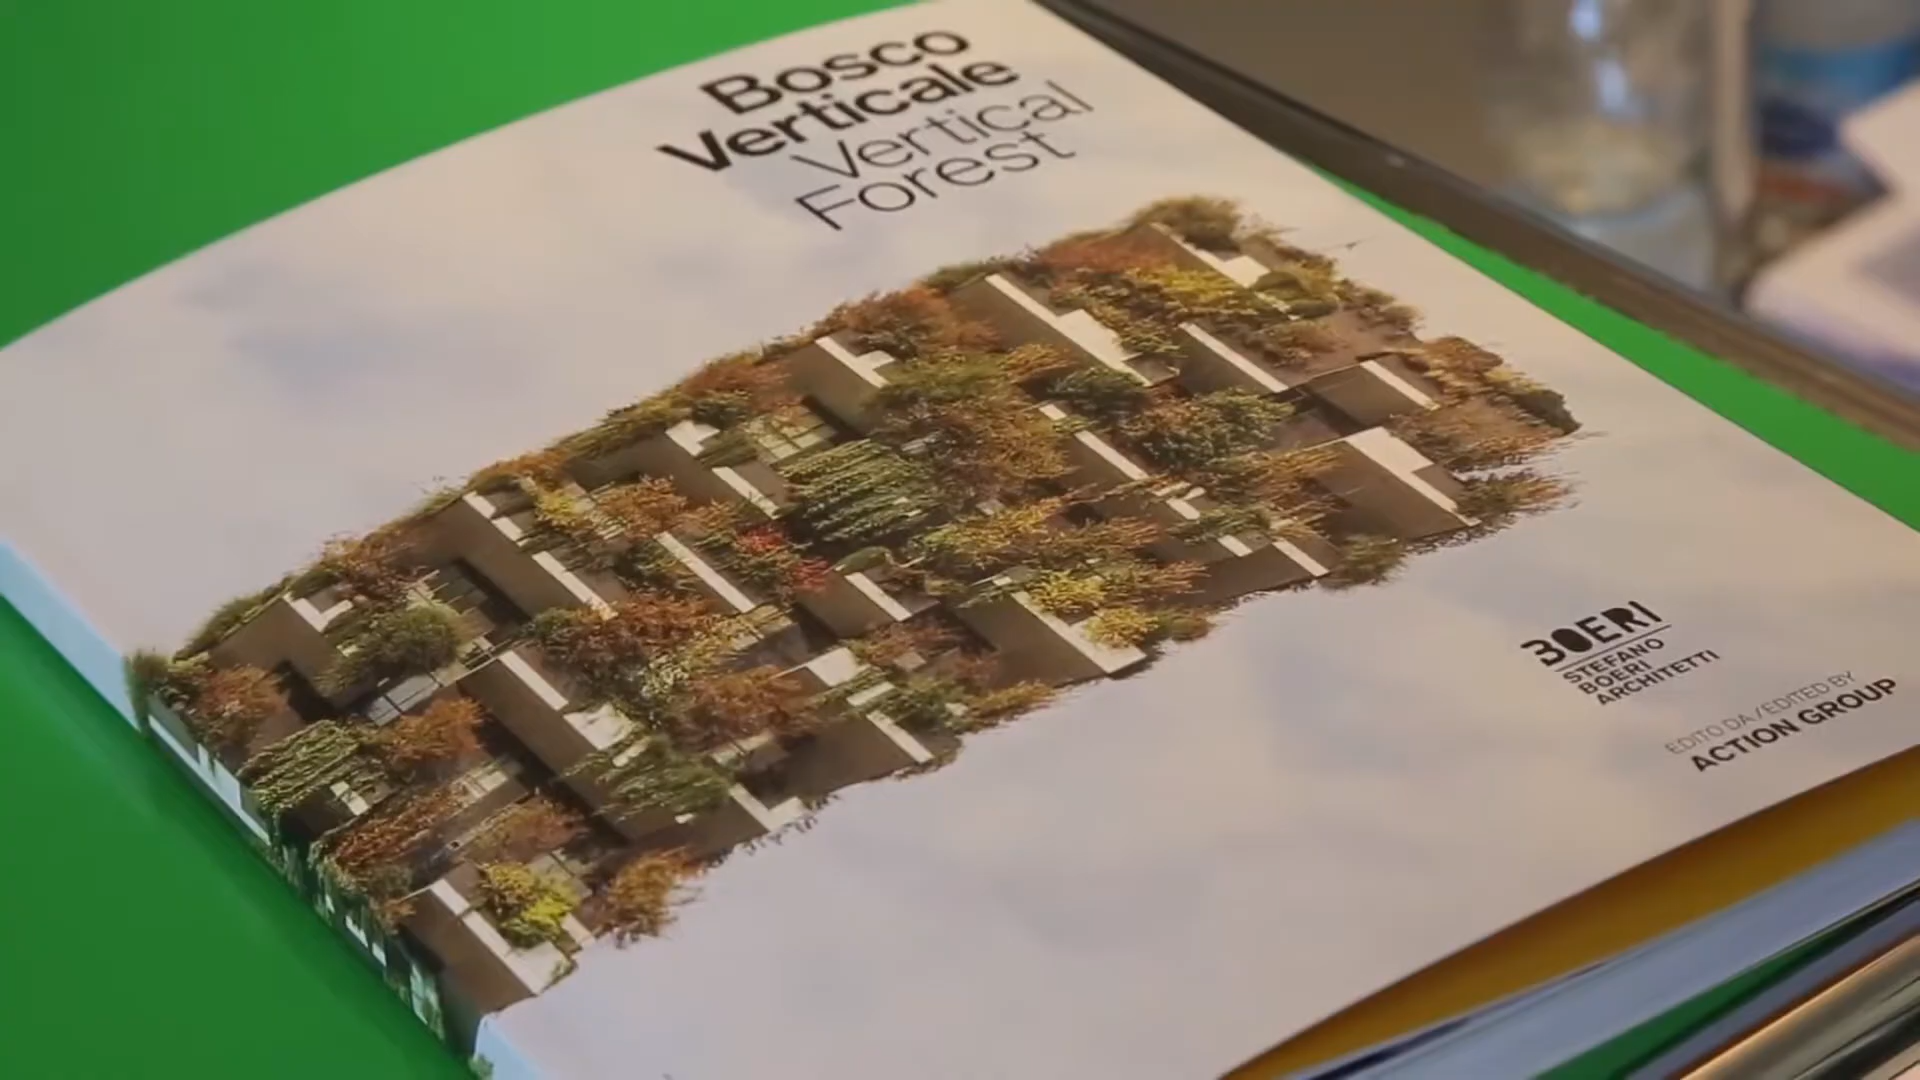 Bosco
Verticale
Vertical
Forest
BOERI
STEFANO
BOERI
ARCHITETTI
EDITO DA / EDITED BY
ACTION GROUP